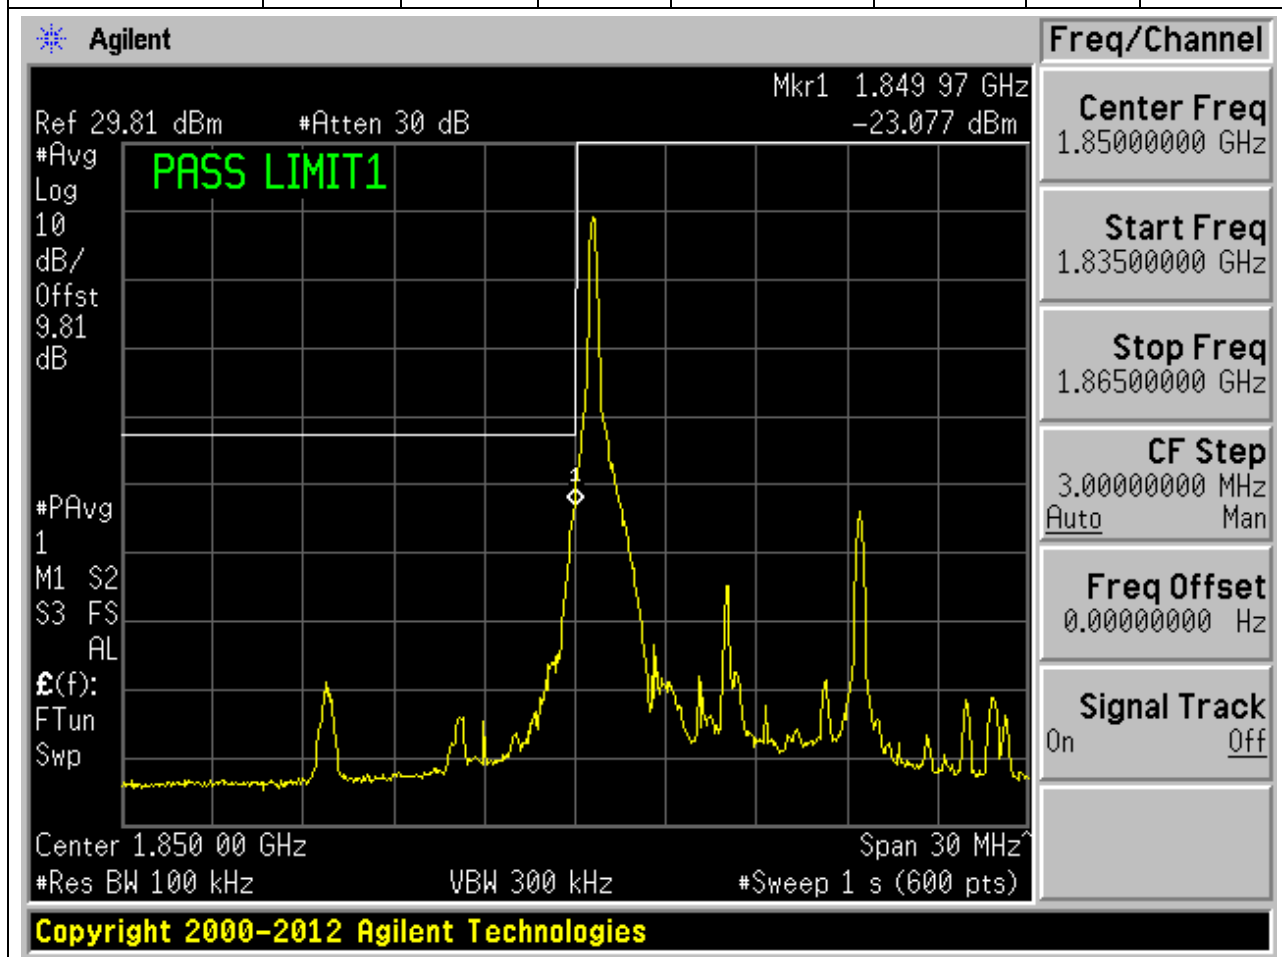 Agilent
Freq/Channel
Mkr1 1.849 97 GHz
Ref 29.81 dBm #Atten 30 dB -23.077 dBm
#Avg
Log
10
dB/
Offst
9.81
dB
PASS LIMIT1
1
#PAvg
1
M1 S2
S3 FS
AL
£(f):
FTun
Swp
Center 1.850 00 GHz Span 30 MHz^
#Res BW 100 kHz VBW 300 kHz #Sweep 1 s (600 pts)
Copyright 2000-2012 Agilent Technologies
Center Freq
1.85000000 GHz
Start Freq
1.83500000 GHz
Stop Freq
1.86500000 GHz
CF Step
3.00000000 MHz
Auto Man
Freq Offset
0.00000000 Hz
Signal Track
On Off